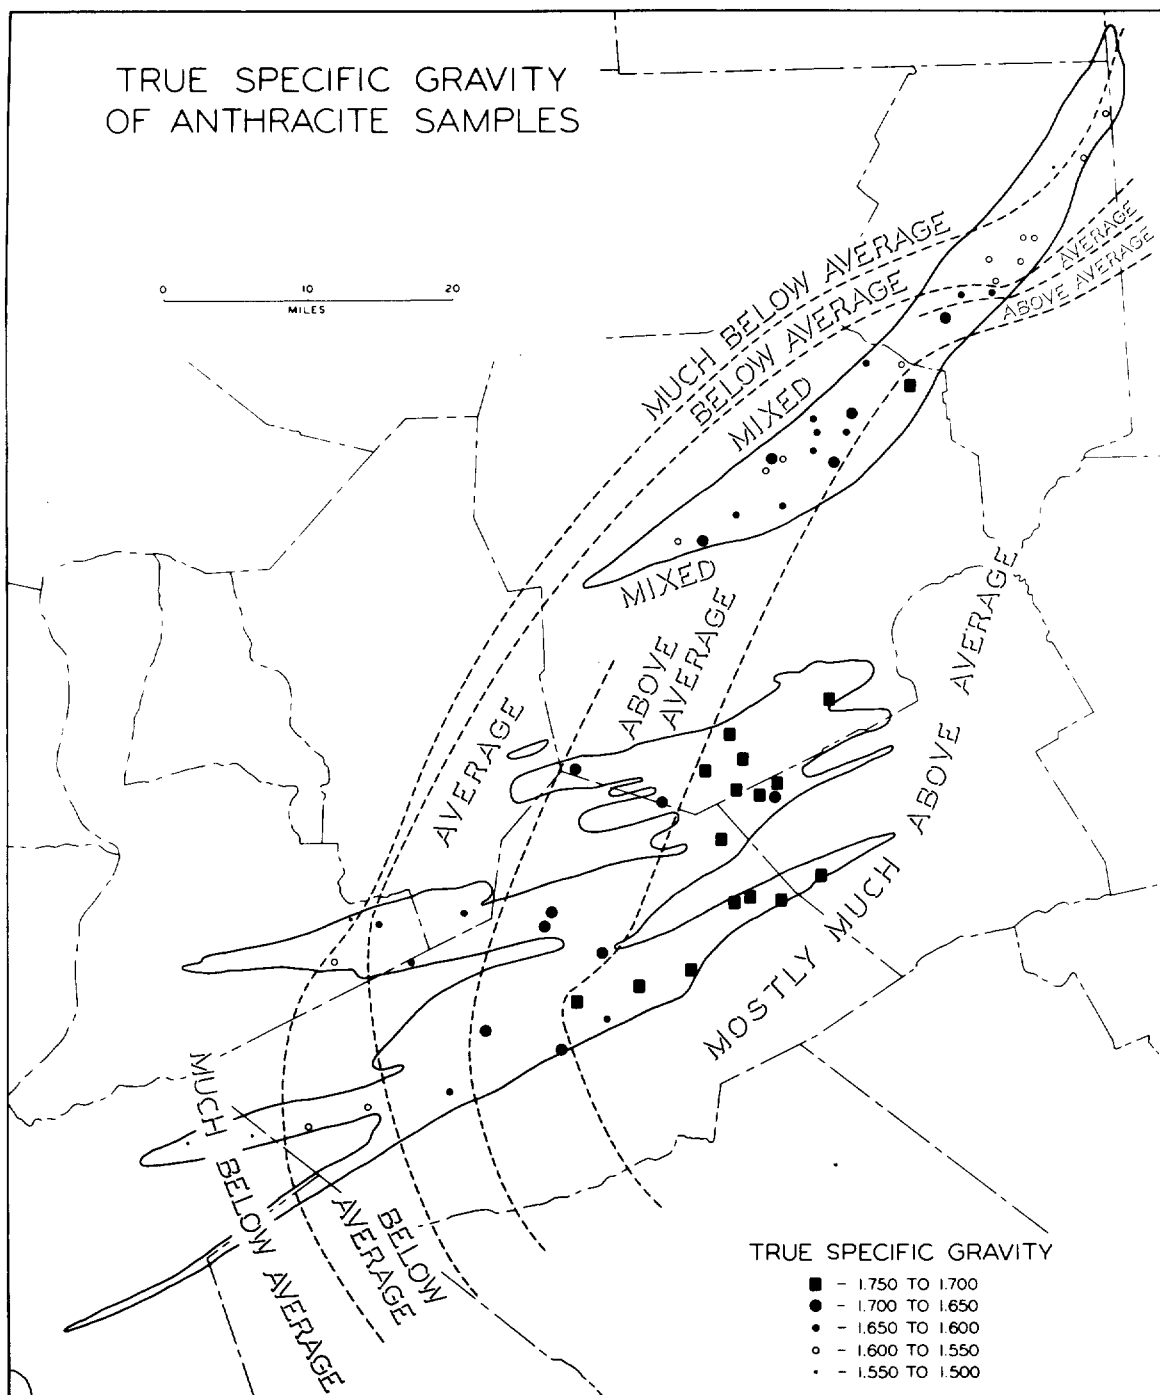 TRUE SPECIFIC GRAVITY
OF ANTHRACITE SAMPLES
0 10 20
MILES
MUCH BELOW AVERAGE
BELOW AVERAGE
AVERAGE
ABOVE AVERAGE
MIXED
MIXED
ABOVE
AVERAGE
AVERAGE
MOSTLY MUCH ABOVE AVERAGE
MUCH BELOW AVERAGE
BELOW
AVERAGE
TRUE SPECIFIC GRAVITY
- 1.750 TO 1.700
- 1.700 TO 1.650
- 1.650 TO 1.600
- 1.600 TO 1.550
- 1.550 TO 1.500